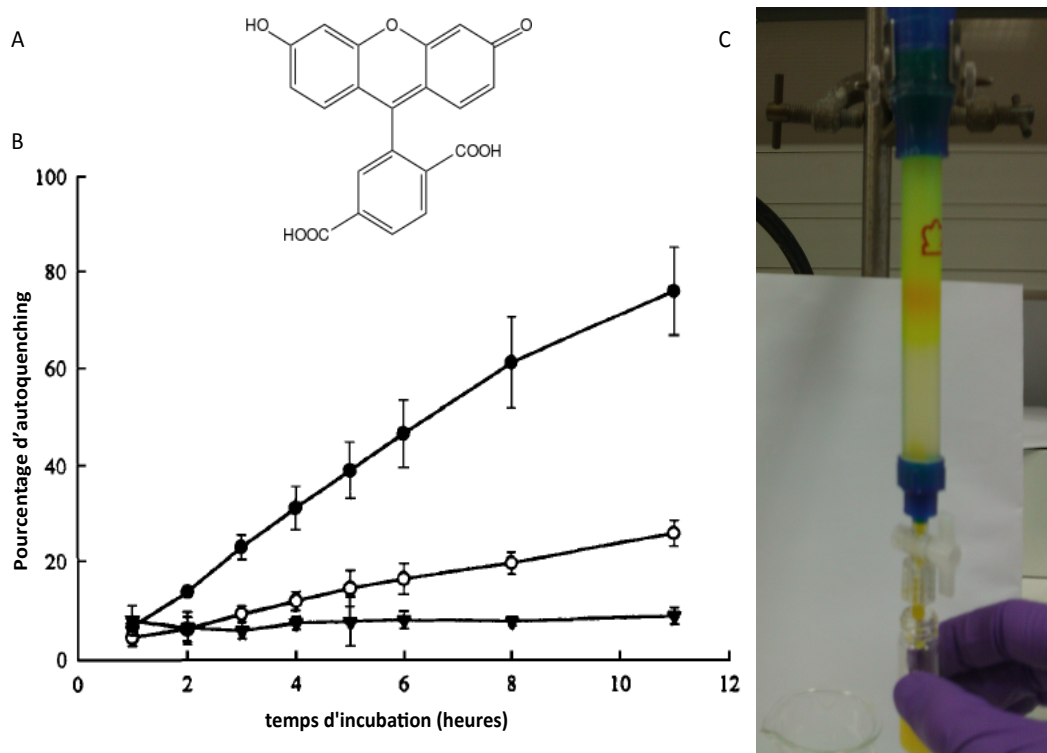 A
HO
O
O
C
COOH
HOOC
B
100
80
60
40
20
0
Pourcentage d'autoquenching
0 2 4 6 8 10 12
temps d'incubation (heures)